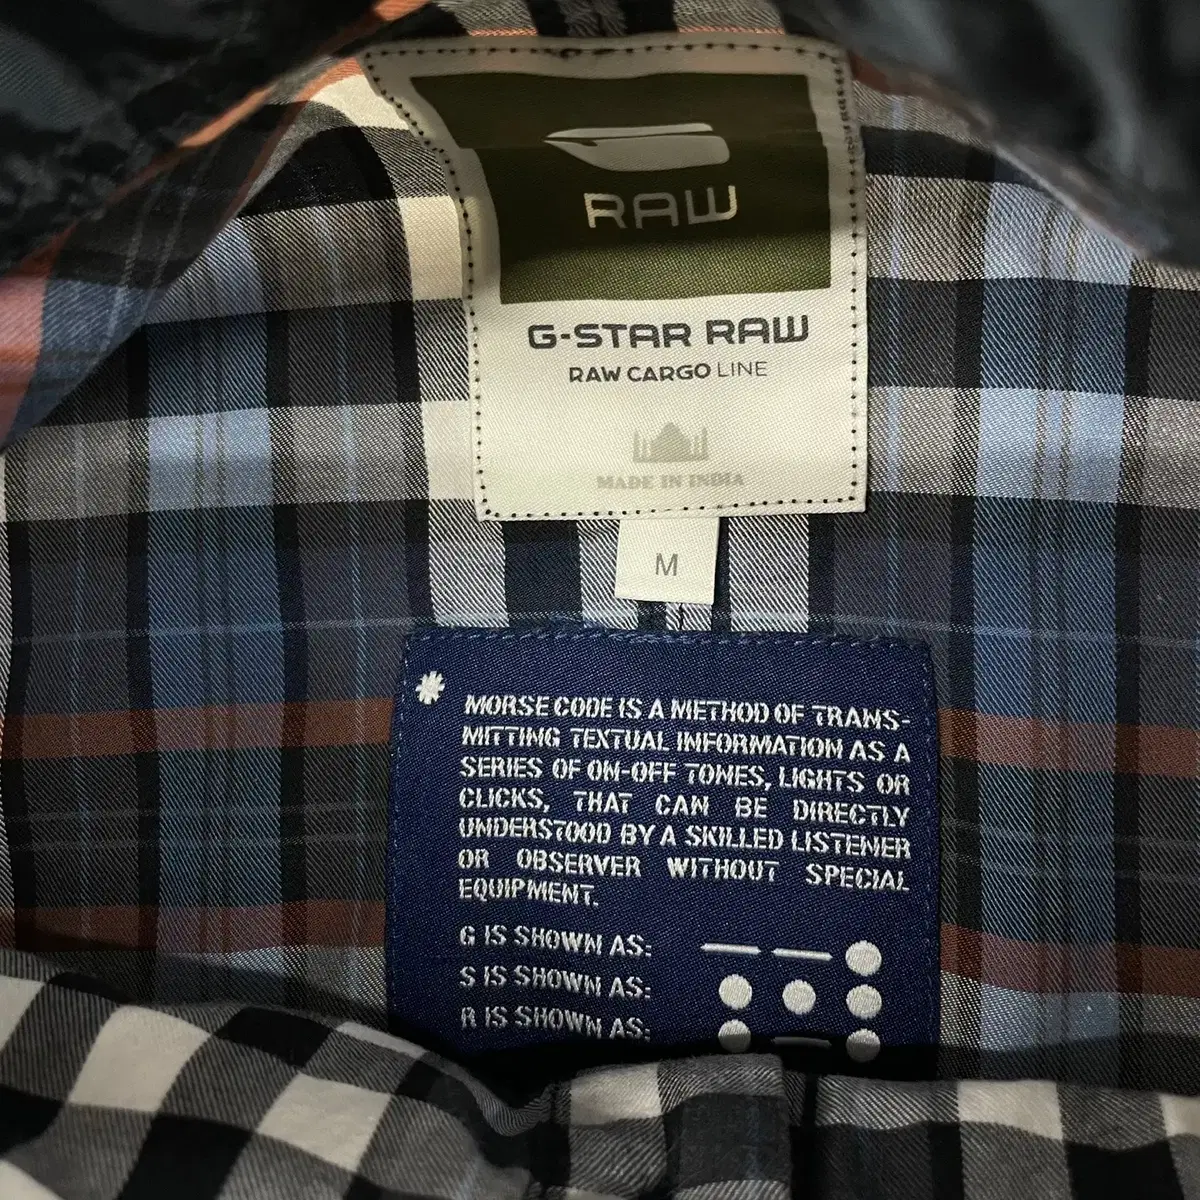 RAW
G-STAR RAW
RAW CARGO LINE
MADE IN INDIA
M
* MORSE CODE IS A METHOD OF TRANS-
MITTING TEXTUAL INFORMATION AS A
SERIES OF ON-OFF TONES, LIGHTS OR
CLICKS, THAT CAN BE DIRECTLY
UNDERSTOOD BY A SKILLED LISTENER
OR OBSERVER WITHOUT SPECIAL
EQUIPMENT.
G IS SHOWN AS:
S IS SHOWN AS:
R IS SHOWN AS: